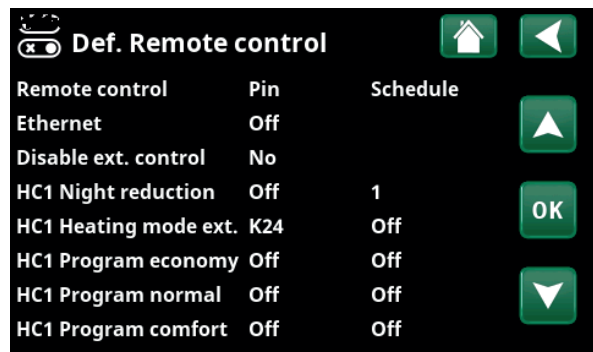 Def. Remote control
Remote control Pin Schedule
Ethernet Off
Disable ext. control No
HC1 Night reduction Off 1
HC1 Heating mode ext. K24 Off
OK
HC1 Program economy Off Off
HC1 Program normal Off Off
HC1 Program comfort Off Off